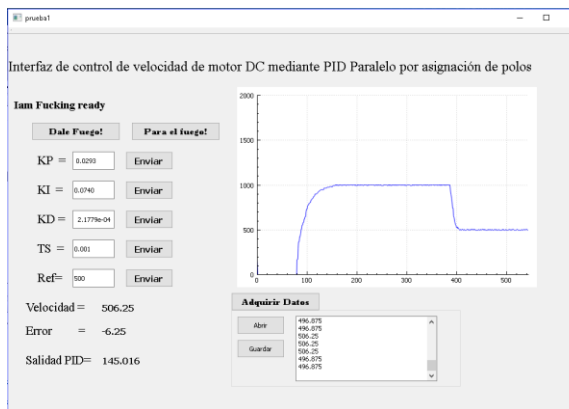 prueba1
Interfaz de control de velocidad de motor DC mediante PID Paralelo por asignación de polos
Iam Fucking ready
Dale Fuego! Para el fuego!
KP = 0.0293 Enviar
KI = 0.0740 Enviar
KD = 2.1779e-04 Enviar
TS = 0.001 Enviar
Ref= 500 Enviar
Velocidad = 506.25
Error = -6.25
Salidad PID= 145.016
2000
1500
1000
500
0
0 100 200 300 400 500
Adquirir Datos
Abrir
Guardar
496.875
496.875
506.25
506.25
496.875
496.875